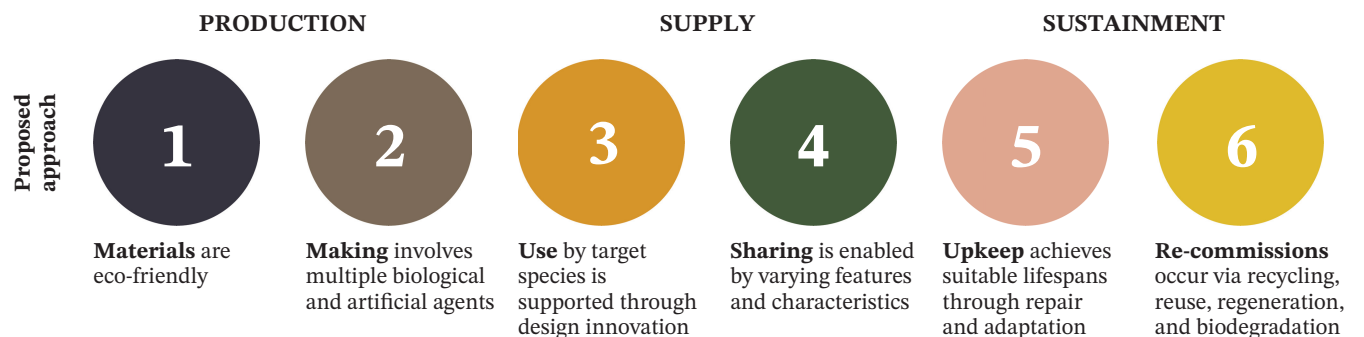 PRODUCTION
SUPPLY
SUSTAINMENT
Proposed
approach
1
2
3
4
5
6
Materials are
eco-friendly
Making involves
multiple biological
and artificial agents
Use by target
species is
supported through
design innovation
Sharing is enabled
by varying features
and characteristics
Upkeep achieves
suitable lifespans
through repair
and adaptation
Re-commissions
occur via recycling,
reuse, regeneration,
and biodegradation